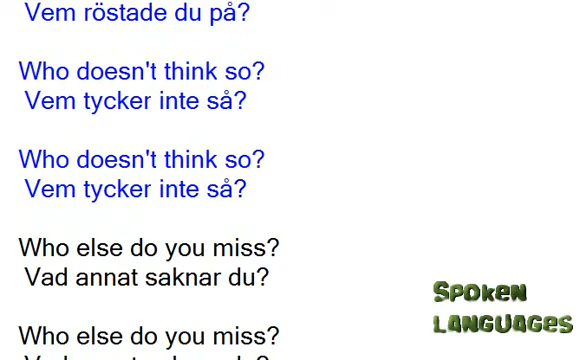 Vem röstade du på?
Who doesn't think so?
Vem tycker inte så?
Who doesn't think so?
Vem tycker inte så?
Who else do you miss?
Vad annat saknar du?
Who else do you miss?
Spoken
Languages